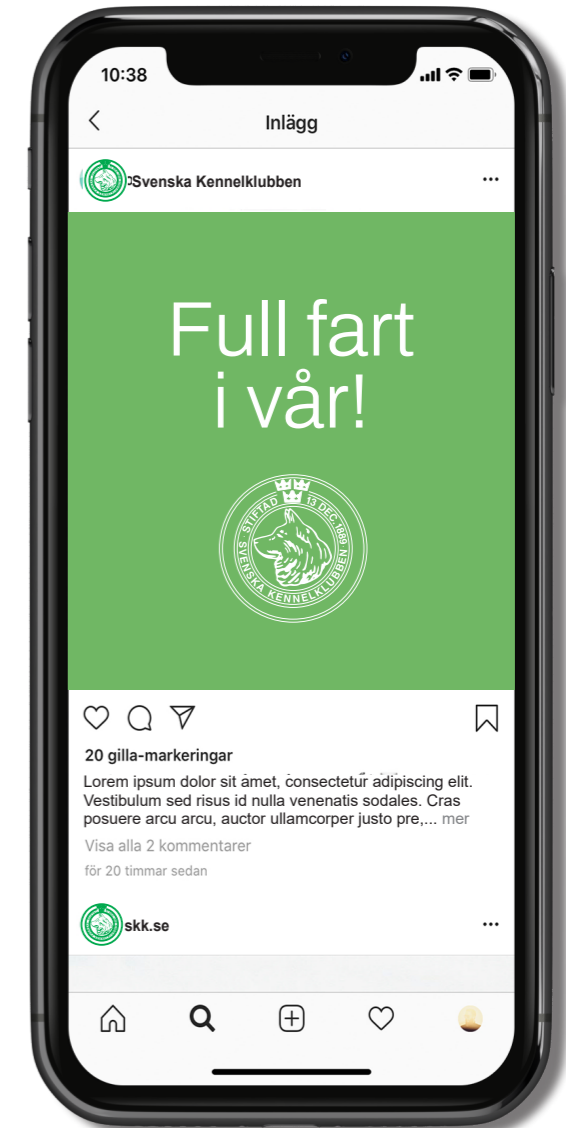 10:38
Inlägg
Svenska Kennelklubben
Full fart
i vår!
STIFTAD 13 DEC. 1889
SVENSKA KENNELKLUBBEN
20 gilla-markeringar
Lorem ipsum dolor sit amet, consectetur adipiscing elit.
Vestibulum sed risus id nulla venenatis sodales. Cras
posuere arcu arcu, auctor ullamcorper justo pre,... mer
Visa alla 2 kommentarer
för 20 timmar sedan
skk.se